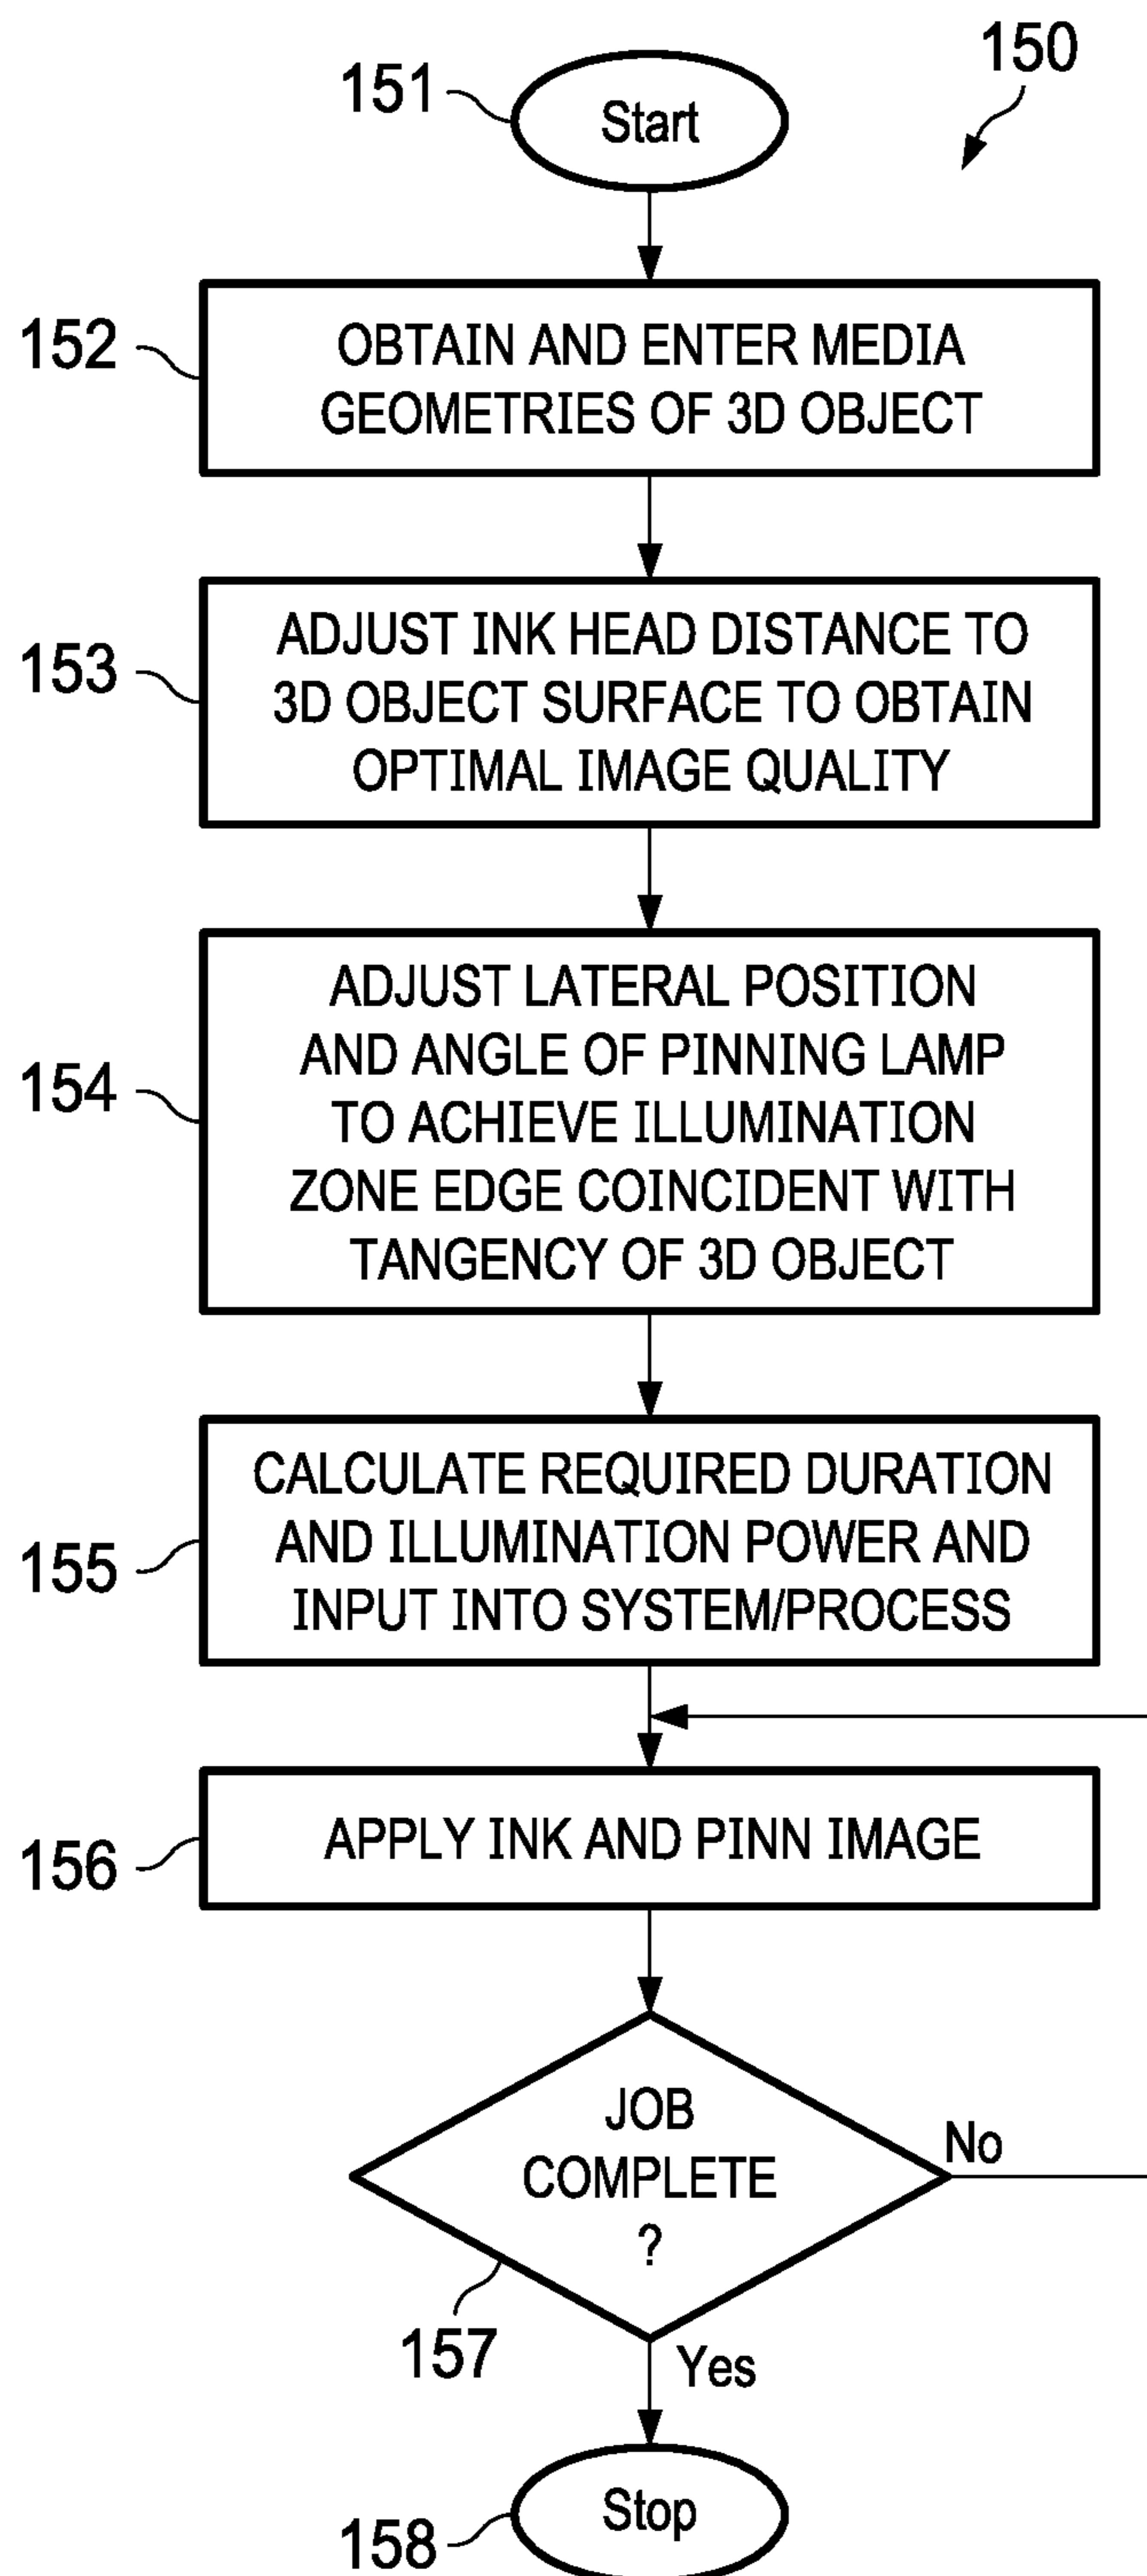 150
151
Start
152
OBTAIN AND ENTER MEDIA
GEOMETRIES OF 3D OBJECT
153
ADJUST INK HEAD DISTANCE TO
3D OBJECT SURFACE TO OBTAIN
OPTIMAL IMAGE QUALITY
154
ADJUST LATERAL POSITION
AND ANGLE OF PINNING LAMP
TO ACHIEVE ILLUMINATION
ZONE EDGE COINCIDENT WITH
TANGENCY OF 3D OBJECT
155
CALCULATE REQUIRED DURATION
AND ILLUMINATION POWER AND
INPUT INTO SYSTEM/PROCESS
156
APPLY INK AND PINN IMAGE
JOB
COMPLETE
?
No
157
Yes
Stop
158